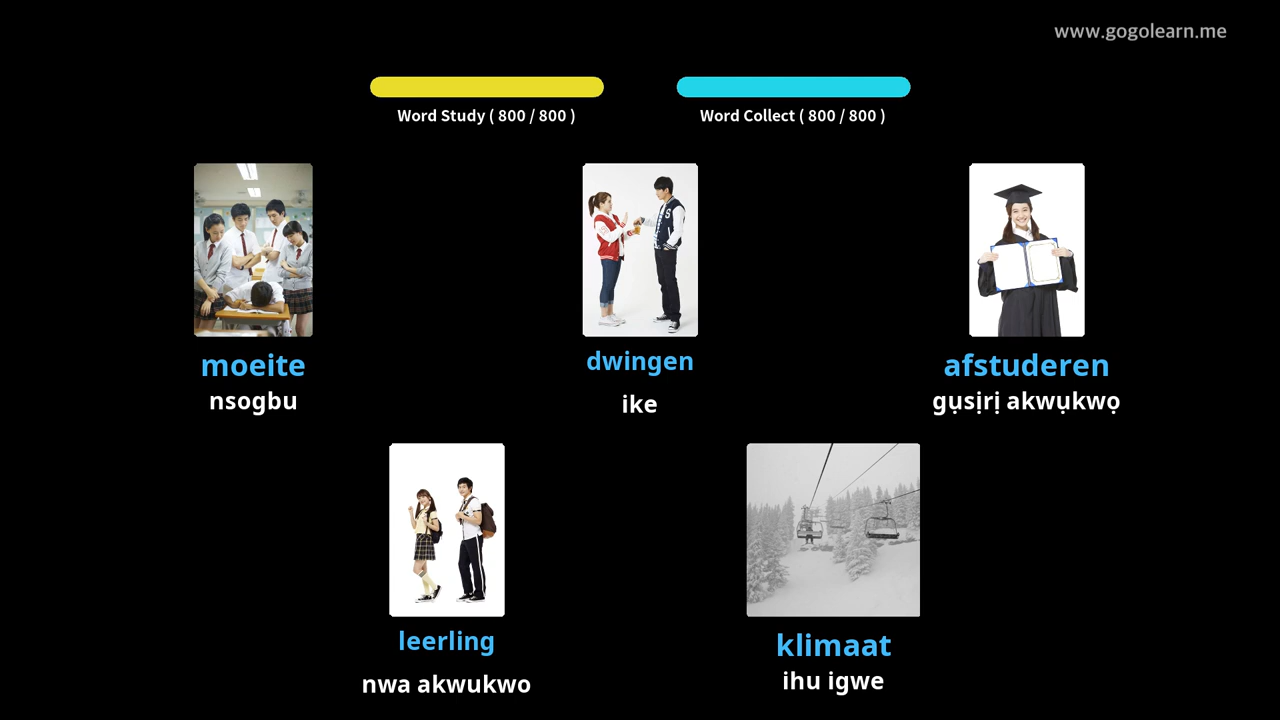 www.gogolearn.me
Word Study ( 800 / 800 )
Word Collect ( 800 / 800 )
moeite
nsogbu
dwingen
ike
afstuderen
gụsịrị akwụkwọ
leerling
nwa akwukwo
klimaat
ihu igwe